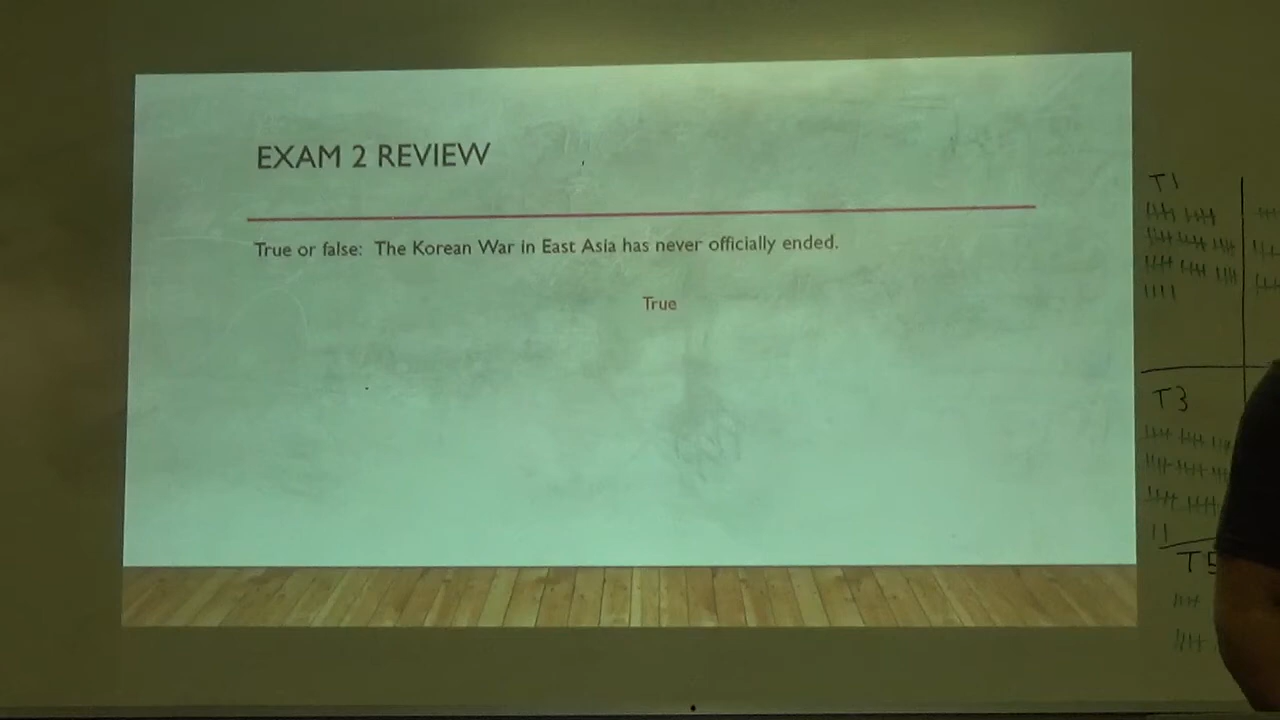 EXAM 2 REVIEW
True or false: The Korean War in East Asia has never officially ended.
True
T1
T3
T5